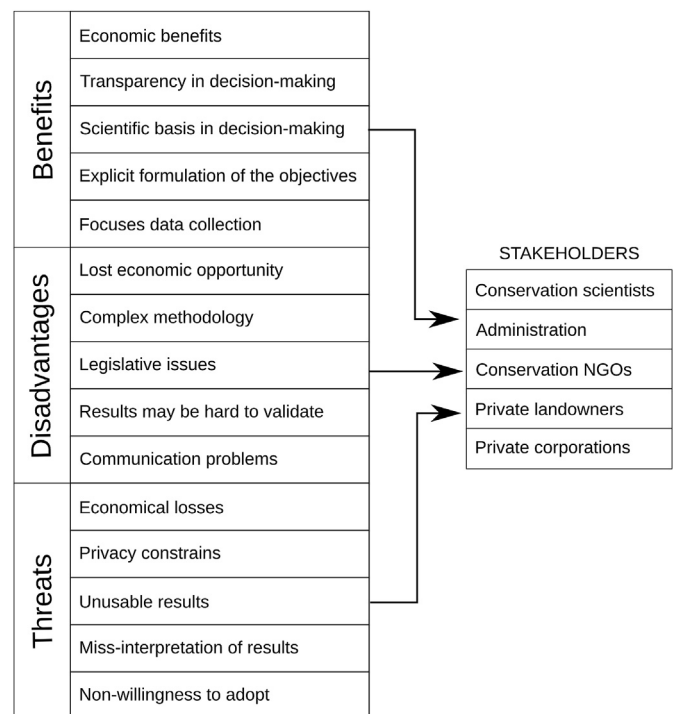 Benefits
Economic benefits
Transparency in decision-making
Scientific basis in decision-making
Explicit formulation of the objectives
Focuses data collection
Disadvantages
Lost economic opportunity
Complex methodology
Legislative issues
Results may be hard to validate
Communication problems
Threats
Economical losses
Privacy constrains
Unusable results
Miss-interpretation of results
Non-willingness to adopt
STAKEHOLDERS
Conservation scientists
Administration
Conservation NGOs
Private landowners
Private corporations